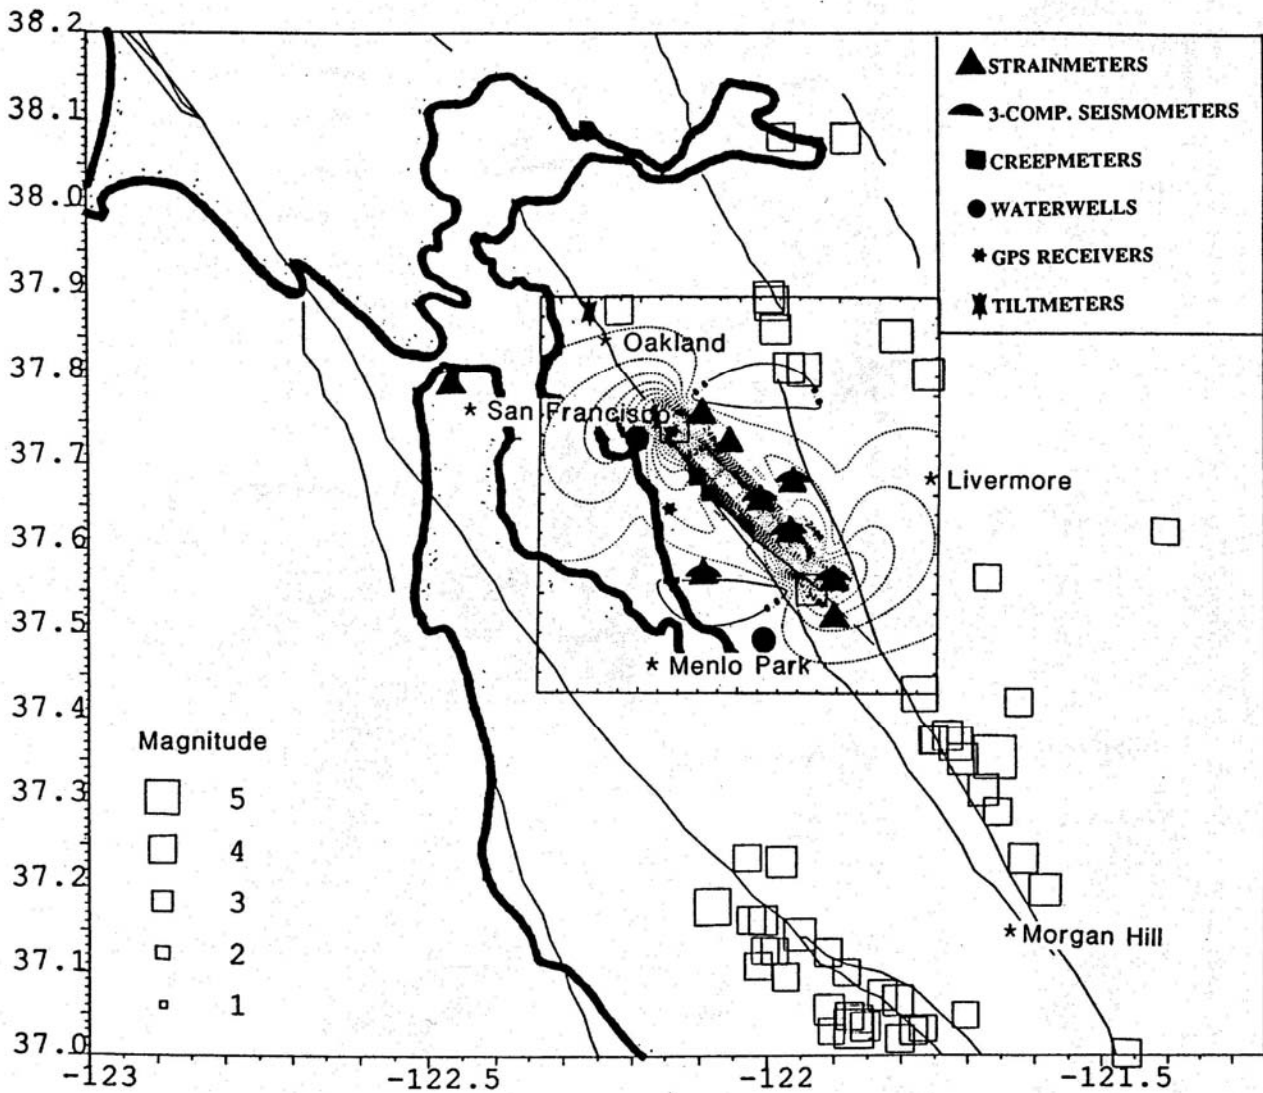 38.2
38.1
38.0
37.9
37.8
37.7
37.6
37.5
37.4
37.3
37.2
37.1
37.0
-123
-122.5
-122
-121.5
STRAINMETERS
3-COMP. SEISMOMETERS
CREEPMETERS
WATERWELLS
* GPS RECEIVERS
TILTMETERS
* Oakland
* San Francisco
* Livermore
* Menlo Park
* Morgan Hill
Magnitude
5
4
3
2
1